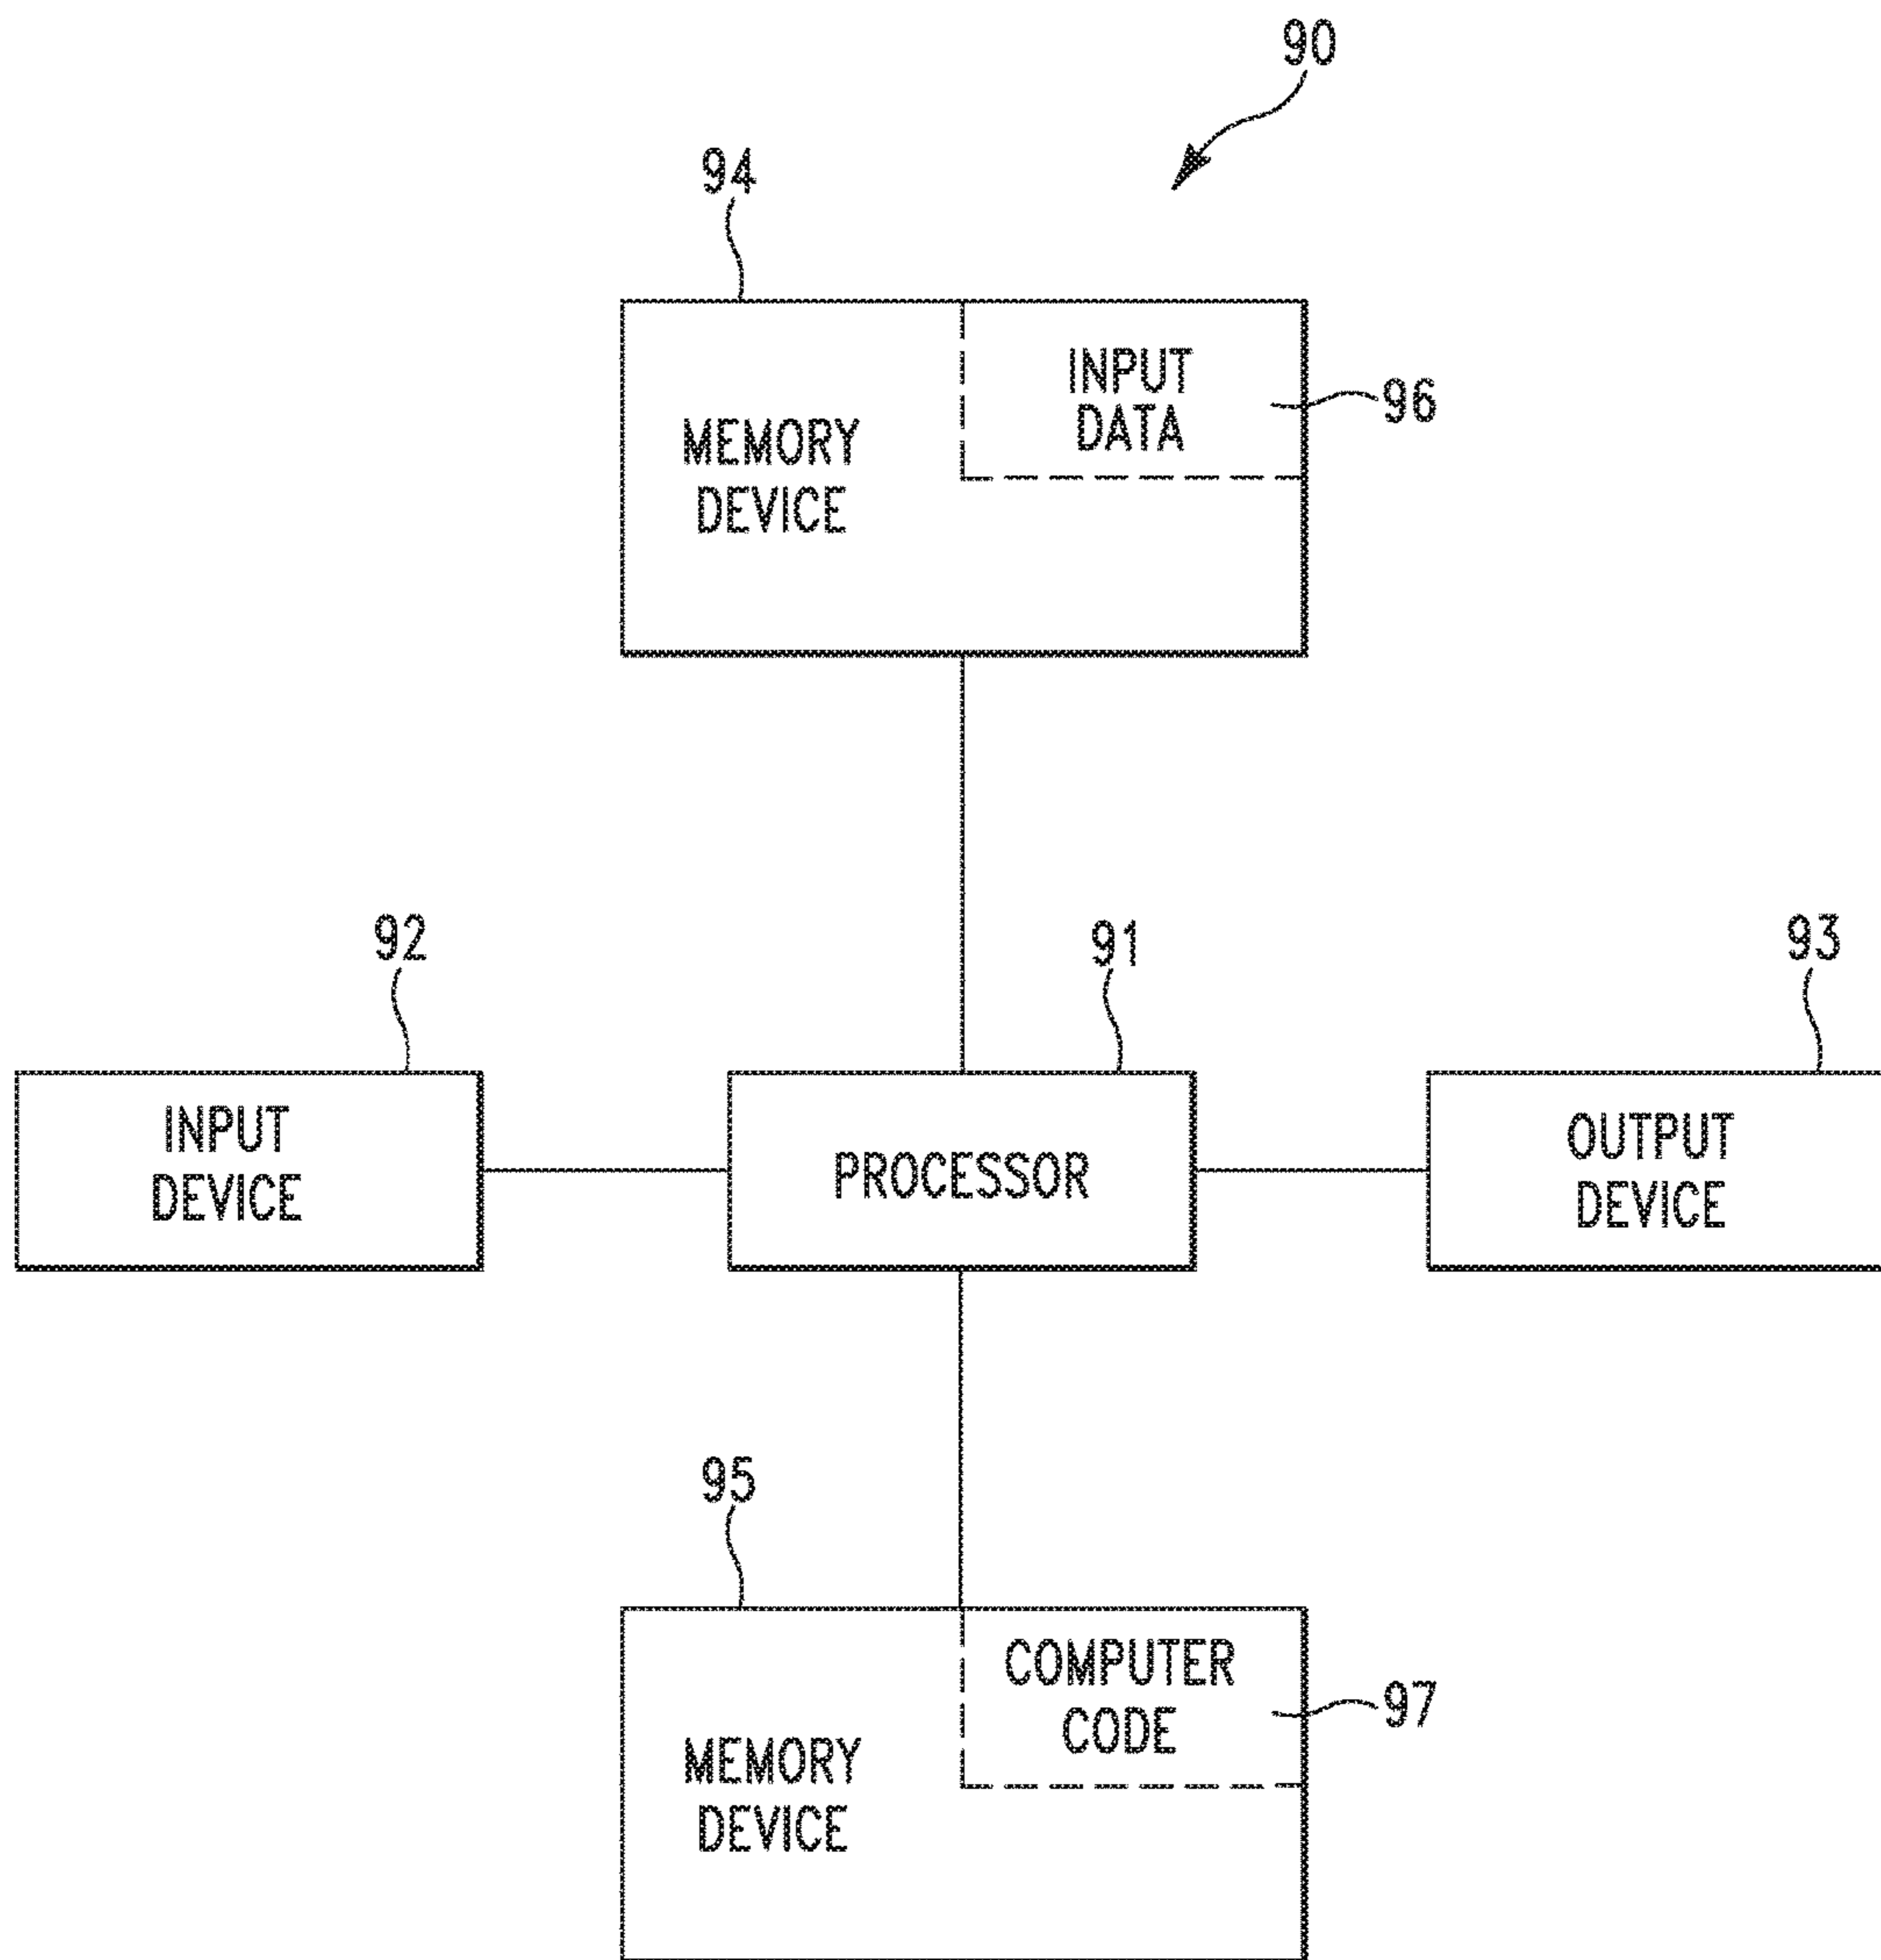 90
94
INPUT
DATA
96
MEMORY
DEVICE
92
91
93
INPUT
DEVICE
PROCESSOR
OUTPUT
DEVICE
95
COMPUTER
CODE
97
MEMORY
DEVICE